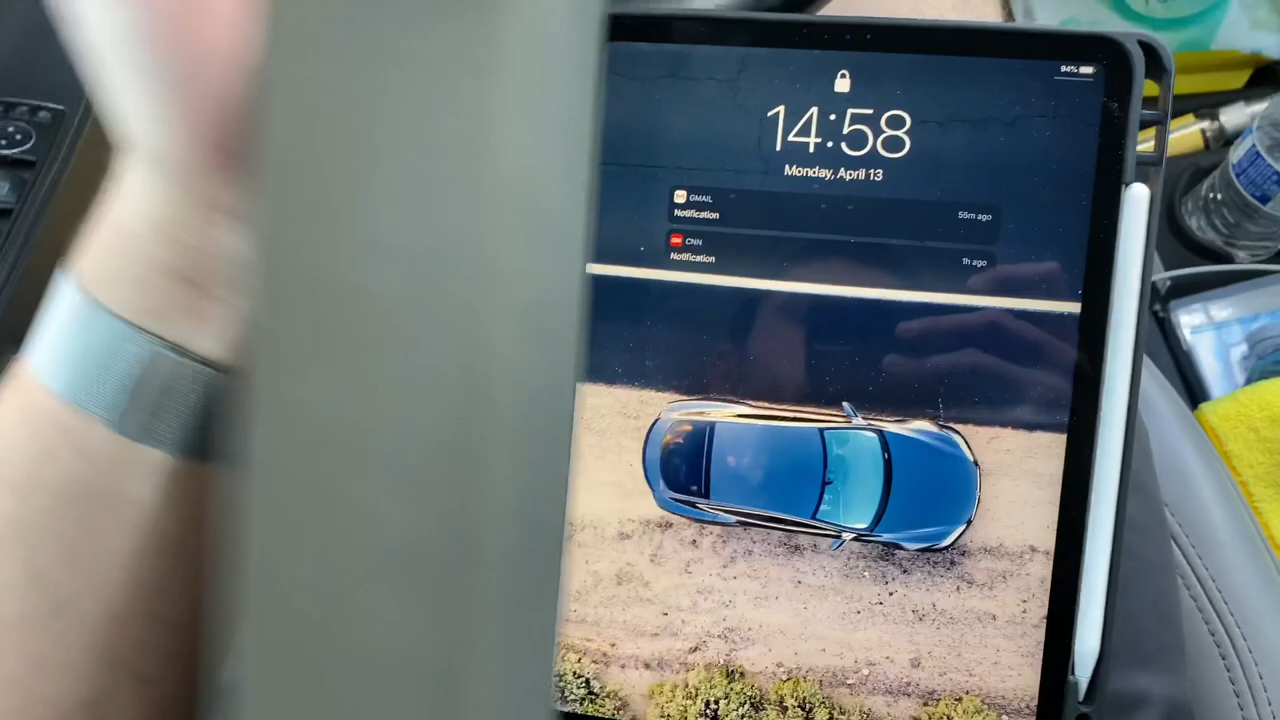 94%
14:58
Monday, April 13
GMAIL
Notification
55m ago
CNN
Notification
1h ago